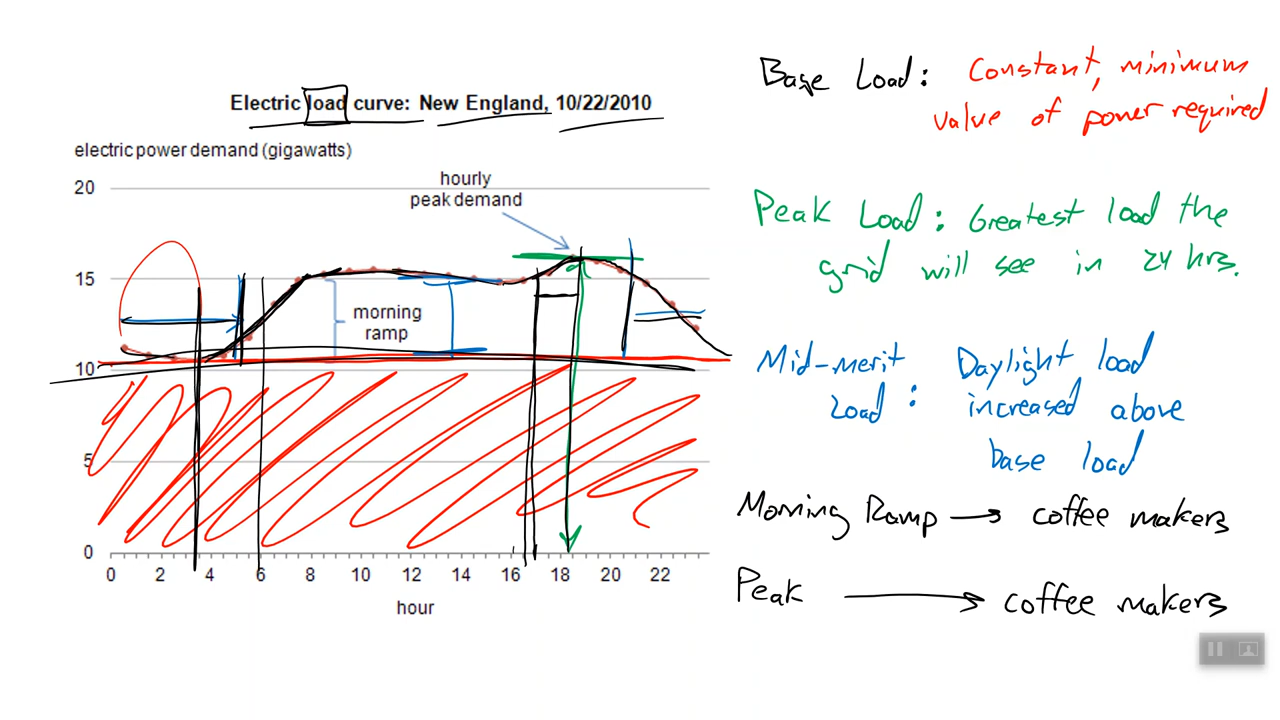 Electric load curve: New England, 10/22/2010
electric power demand (gigawatts)
20
15
10
5
0
hourly
peak demand
morning
ramp
0 2 4 6 8 10 12 14 16 18 20 22
hour
Base Load: Constant, minimum
value of power required
Peak Load: Greatest load the
grid will see in 24 hrs.
Mid-merit Daylight load
Load: increased above
base load
Morning Ramp → coffee makers
Peak → coffee makers